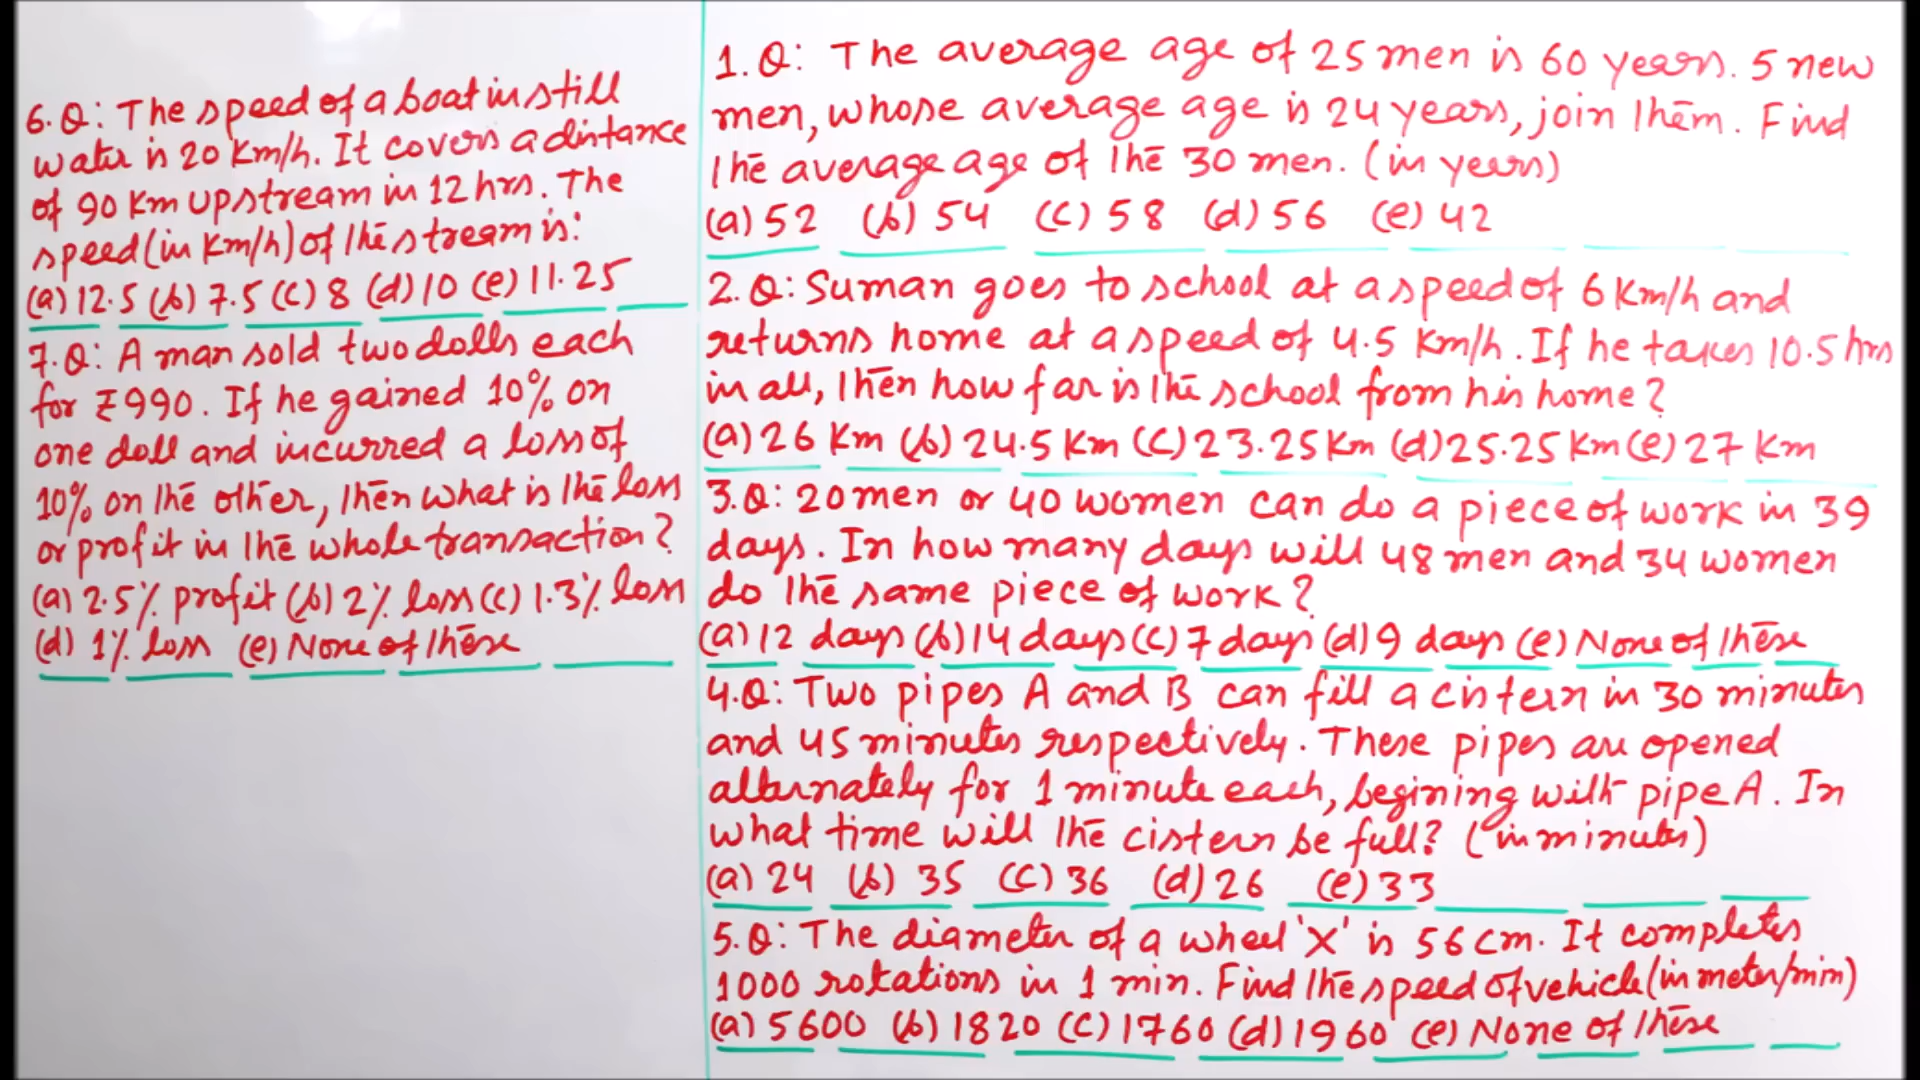 1.Q: The average age of 25 men is 60 years. 5 new
men, whose average age is 24 years, join them. Find
the average age of the 30 men. (in years)
(a) 52 (b) 54 (c) 58 (d) 56 (e) 42
2.Q: Suman goes to school at a speed of 6 Km/h and
returns home at a speed of 4.5 Km/h. If he takes 10.5 hrs
in all, then how far is the school from his home?
(a) 26 Km (b) 24.5 Km (c) 23.25 Km (d) 25.25 Km (e) 27 Km
3.Q: 20 men or 40 women can do a piece of work in 39
days. In how many days will 48 men and 34 women
do the same piece of work?
(a) 12 days (b) 14 days (c) 7 days (d) 9 days (e) None of these
4.Q: Two pipes A and B can fill a cistern in 30 minutes
and 45 minutes respectively. These pipes are opened
alternately for 1 minute each, begining with pipe A. In
what time will the cistern be full? (in minutes)
(a) 24 (b) 35 (c) 36 (d) 26 (e) 33
5.Q: The diameter of a wheel 'X' is 56 cm. It completes
1000 rotations in 1 min. Find the speed of vehicle (in meter/min)
(a) 5600 (b) 1820 (c) 1760 (d) 1960 (e) None of these
6.Q: The speed of a boat in still
water is 20 Km/h. It covers a distance
of 90 Km upstream in 12 hrs. The
speed (in Km/h) of the stream is:
(a) 12.5 (b) 7.5 (c) 8 (d) 10 (e) 11.25
7.Q: A man sold two dolls each
for ₹990. If he gained 10% on
one doll and incurred a loss of
10% on the other, then what is the loss
or profit in the whole transaction?
(a) 2.5% profit (b) 2% loss (c) 1.3% loss
(d) 1% loss (e) None of these